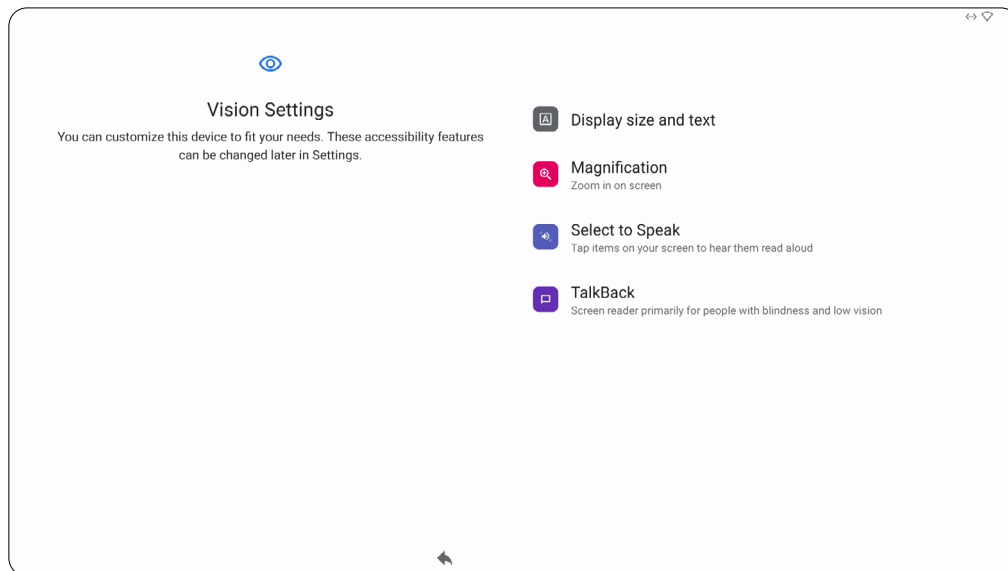 Vision Settings
You can customize this device to fit your needs. These accessibility features
can be changed later in Settings.
Display size and text
Magnification
Zoom in on screen
Select to Speak
Tap items on your screen to hear them read aloud
TalkBack
Screen reader primarily for people with blindness and low vision